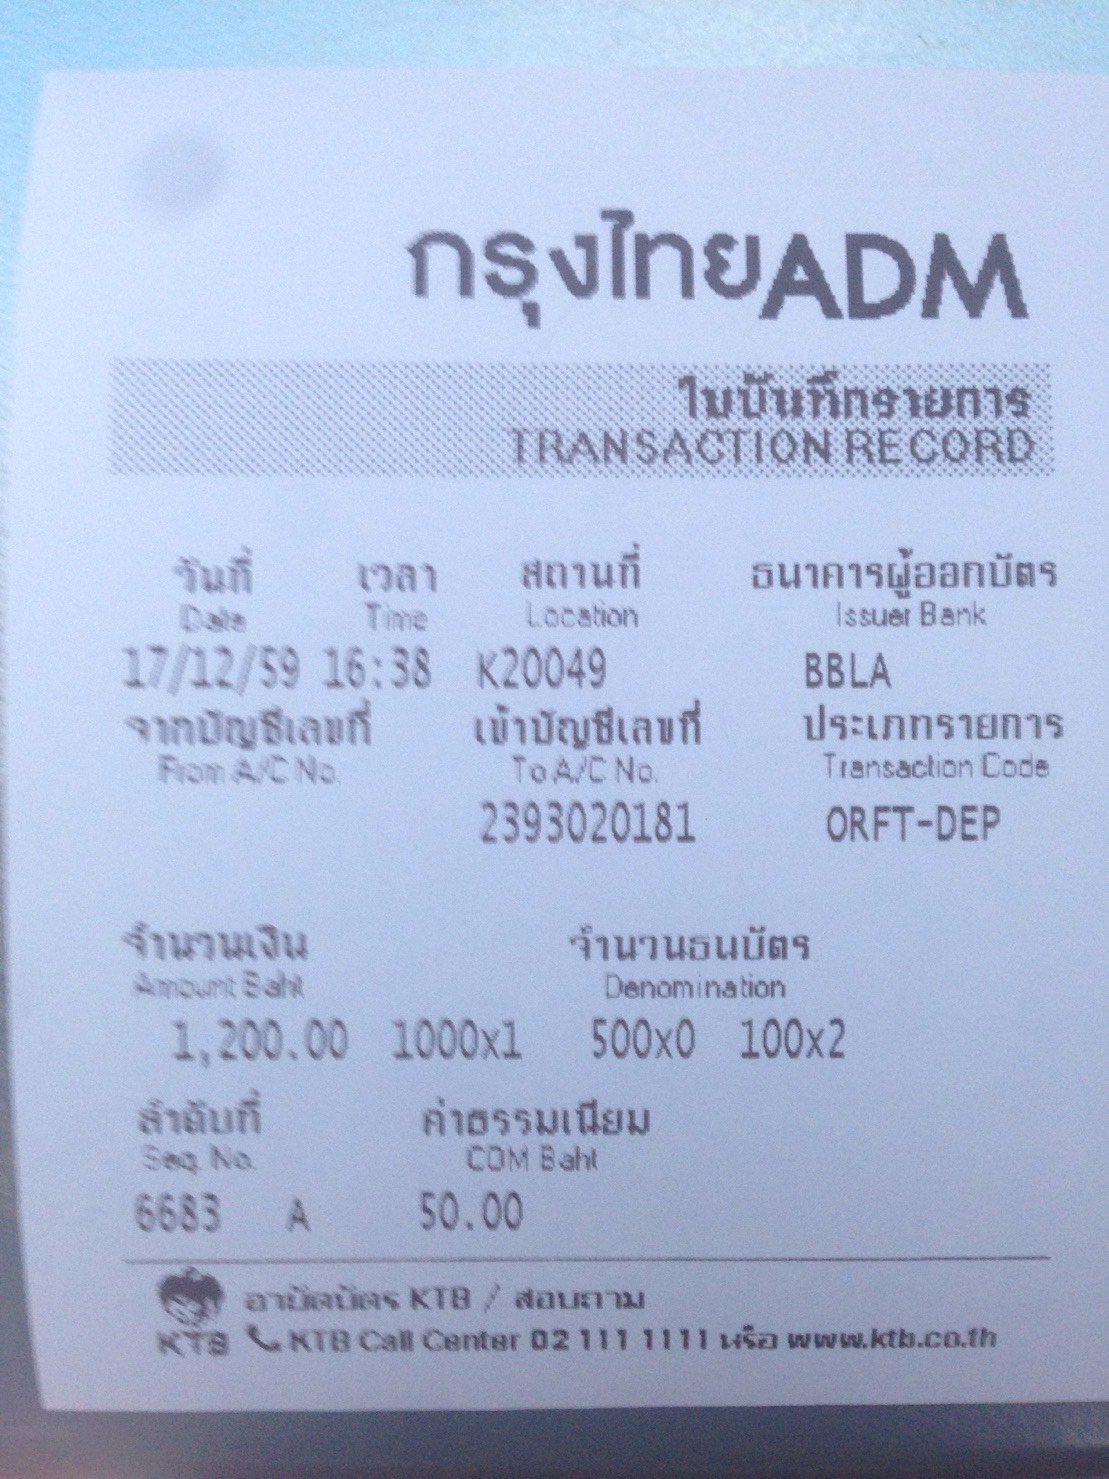 กรุงไทยADM
ใบบันทึกรายการ
TRANSACTION RECORD
วันที่ เวลา สถานที่ ธนาคารผู้ออกบัตร
Date Time Location Issuer Bank
17/12/59 16:38 K20049 BBLA
จากบัญชีเลขที่ เข้าบัญชีเลขที่ ประเภทรายการ
From A/C No. To A/C No. Transaction Code
2393020181 ORFT-DEP
จำนวนเงิน จำนวนธนบัตร
Amount Baht Denomination
1,200.00 1000x1 500x0 100x2
ลำดับที่ ค่าธรรมเนียม
Seq. No. COM Baht
6683 A 50.00
อายัดบัตร KTB / สอบถาม
KTB KTB Call Center 02 111 1111 หรือ www.ktb.co.th